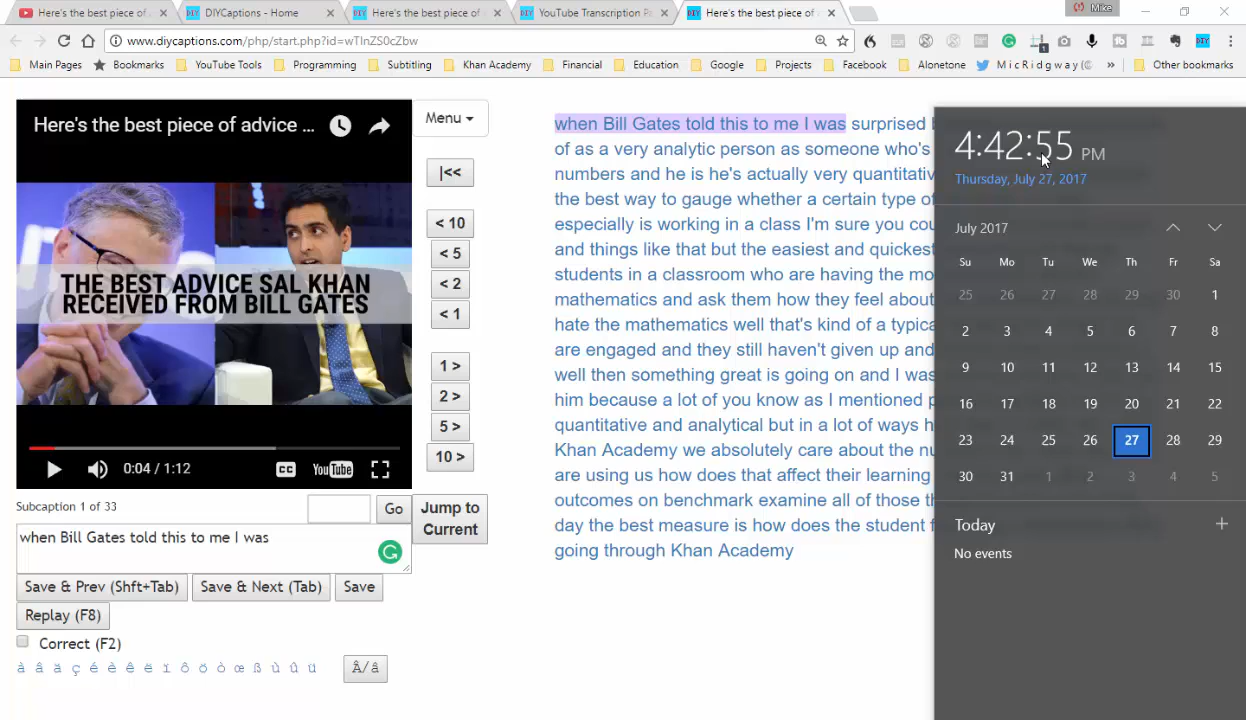 Here's the best piece of a
DIYCaptions - Home
Here's the best piece of
YouTube Transcription P
Here's the best piece of
Mike
www.diycaptions.com/php/start.php?id=wTlnZS0cZbw
Main Pages
Bookmarks
YouTube Tools
Programming
Subtitling
Khan Academy
Financial
Education
Google
Projects
Facebook
Alonetone
M i c R i d g w a y (
»
Other bookmarks
Here's the best piece of advice ...
THE BEST ADVICE SAL KHAN
RECEIVED FROM BILL GATES
0:04 / 1:12
CC
YouTube
Menu
|<<
< 10
< 5
< 2
< 1
1 >
2 >
5 >
10 >
Subcaption 1 of 33
Go
Jump to
Current
when Bill Gates told this to me I was
Save & Prev (Shft+Tab)
Save & Next (Tab)
Save
Replay (F8)
Correct (F2)
à â ä ç é è ê ë ï ô ö ò œ ß ù û ü
Â/â
when Bill Gates told this to me I was surprised
of as a very analytic person as someone who's
numbers and he is he's actually very quantitativ
the best way to gauge whether a certain type of
especially is working in a class I'm sure you cou
and things like that but the easiest and quickest
students in a classroom who are having the mo
mathematics and ask them how they feel about
hate the mathematics well that's kind of a typica
are engaged and they still haven't given up and
well then something great is going on and I was
him because a lot of you know as I mentioned p
quantitative and analytical but in a lot of ways h
Khan Academy we absolutely care about the nu
are using us how does that affect their learning
outcomes on benchmark examine all of those th
day the best measure is how does the student f
going through Khan Academy
4:42:55 PM
Thursday, July 27, 2017
July 2017
Su Mo Tu We Th Fr Sa
25 26 27 28 29 30 1
2 3 4 5 6 7 8
9 10 11 12 13 14 15
16 17 18 19 20 21 22
23 24 25 26 27 28 29
30 31 1 2 3 4 5
Today
No events